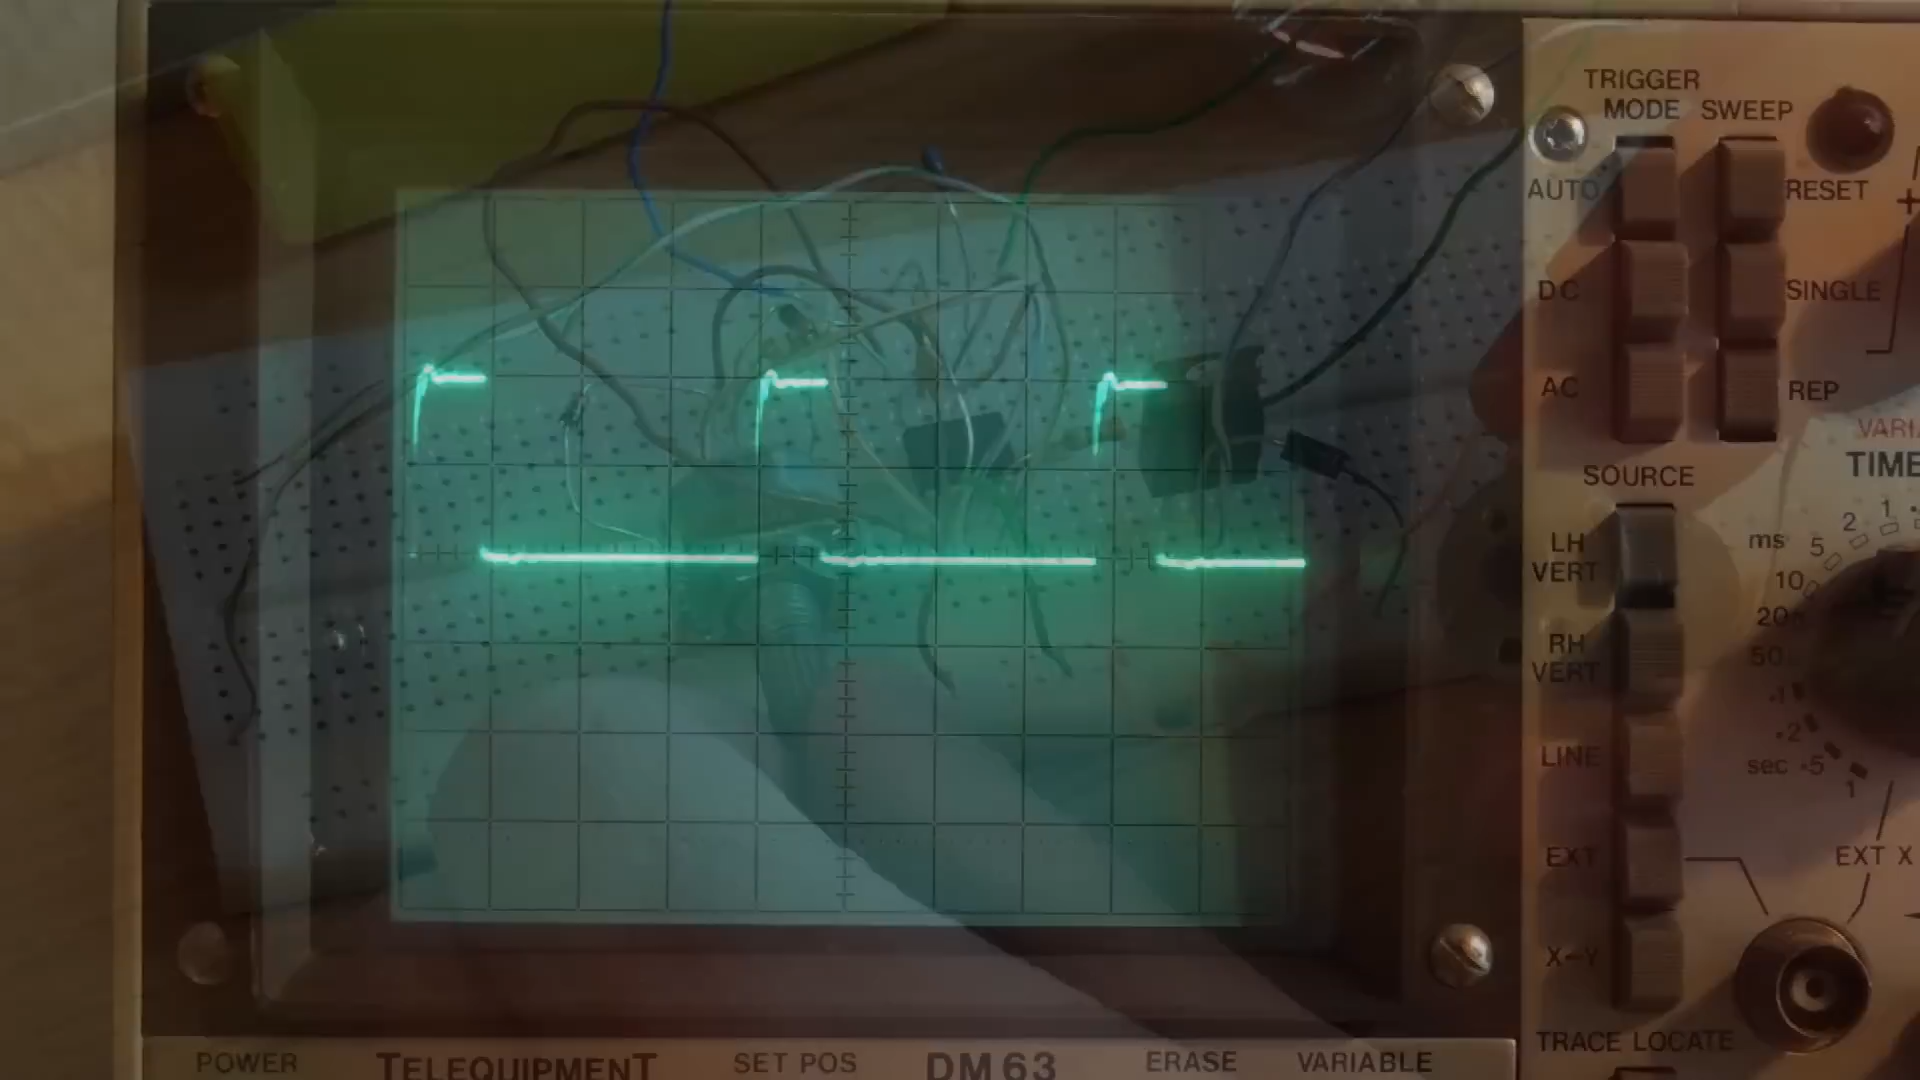 TRIGGER
MODE SWEEP
AUTO RESET
+
DC SINGLE
AC REP
SOURCE
LH
VERT
RH
VERT
LINE
EXT
X-Y
TRACE LOCATE
TIME
1
2
ms 5
10
20
50
·1
·2
sec ·5
1
EXT X
POWER TELEQUIPMENT SET POS DM63 ERASE VARIABLE